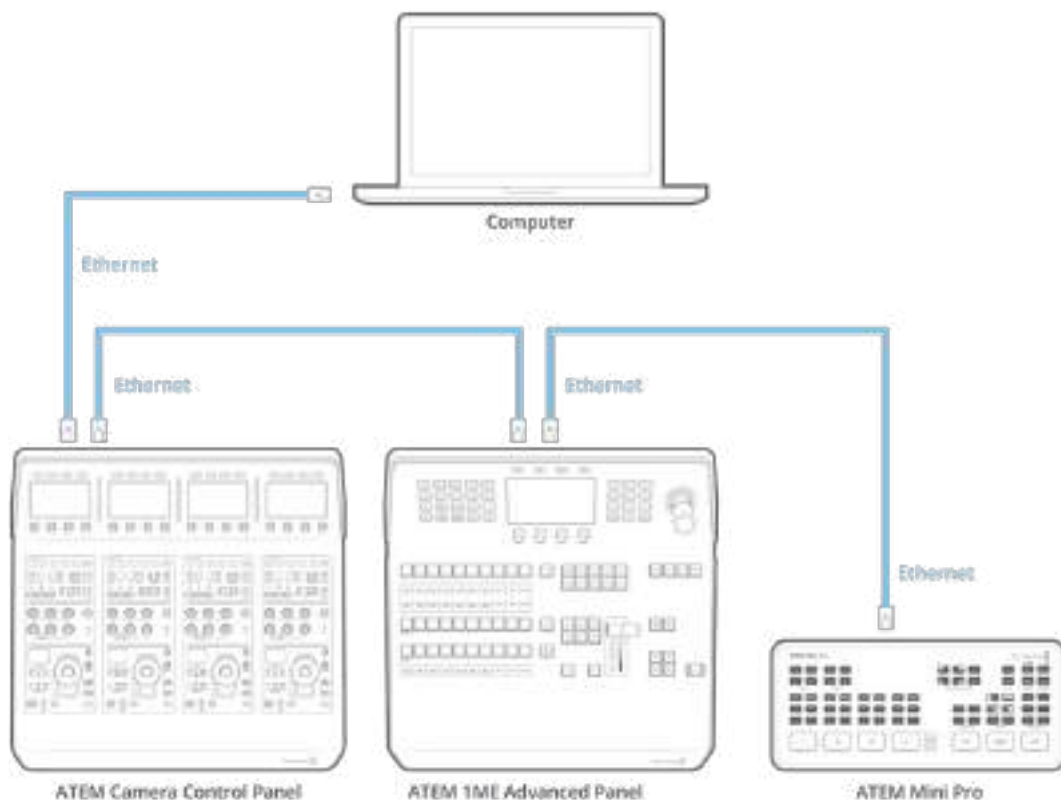 Computer
Ethernet
Ethernet
Ethernet
Ethernet
ATEM Camera Control Panel
ATEM 1ME Advanced Panel
ATEM Mini Pro